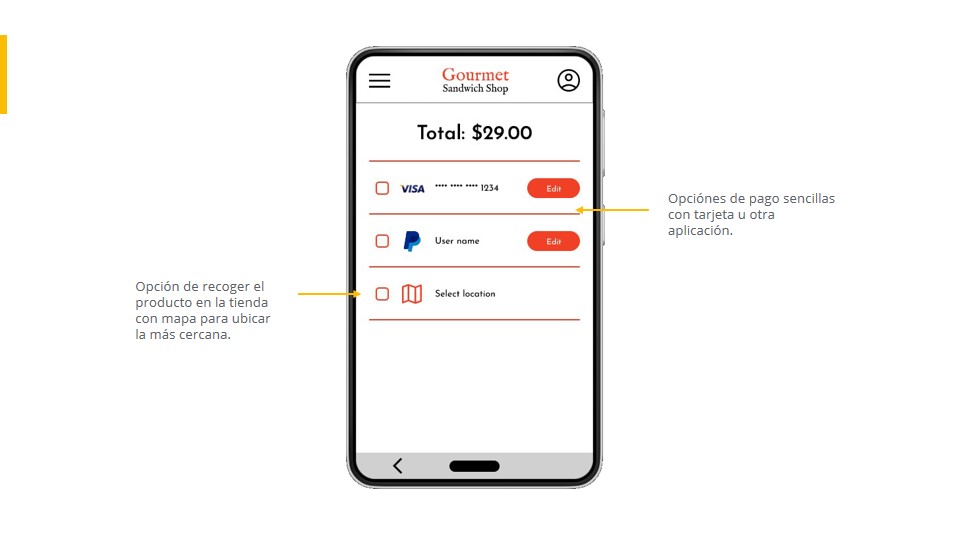 Gourmet
Sandwich Shop
Total: $29.00
VISA •••• •••• •••• 1234 Edit
User name Edit
Select location
Opciónes de pago sencillas
con tarjeta u otra
aplicación.
Opción de recoger el
producto en la tienda
con mapa para ubicar
la más cercana.